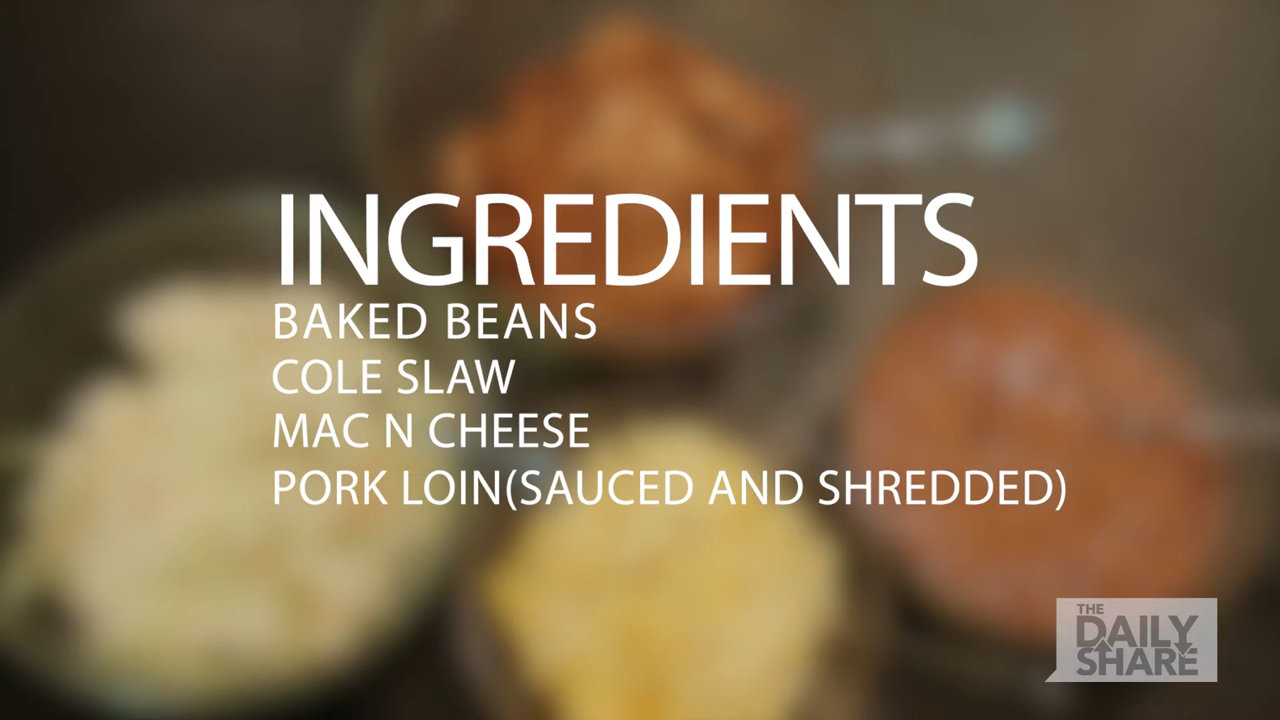 INGREDIENTS
BAKED BEANS
COLE SLAW
MAC N CHEESE
PORK LOIN(SAUCED AND SHREDDED)
THE
DAILY
SHARE